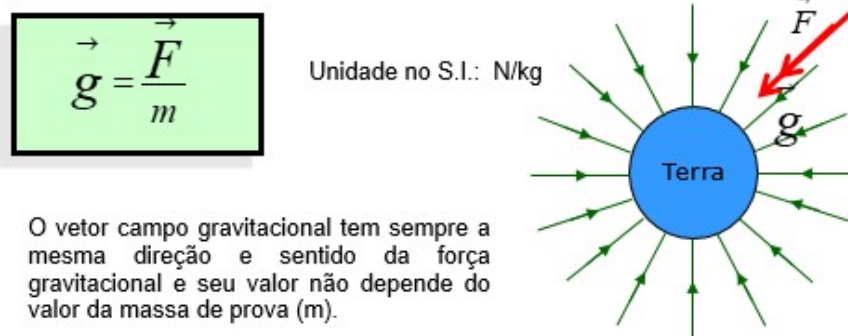 g = F/m
Unidade no S.I.: N/kg
F
g
Terra
O vetor campo gravitacional tem sempre a
mesma direção e sentido da força
gravitacional e seu valor não depende do
valor da massa de prova (m).